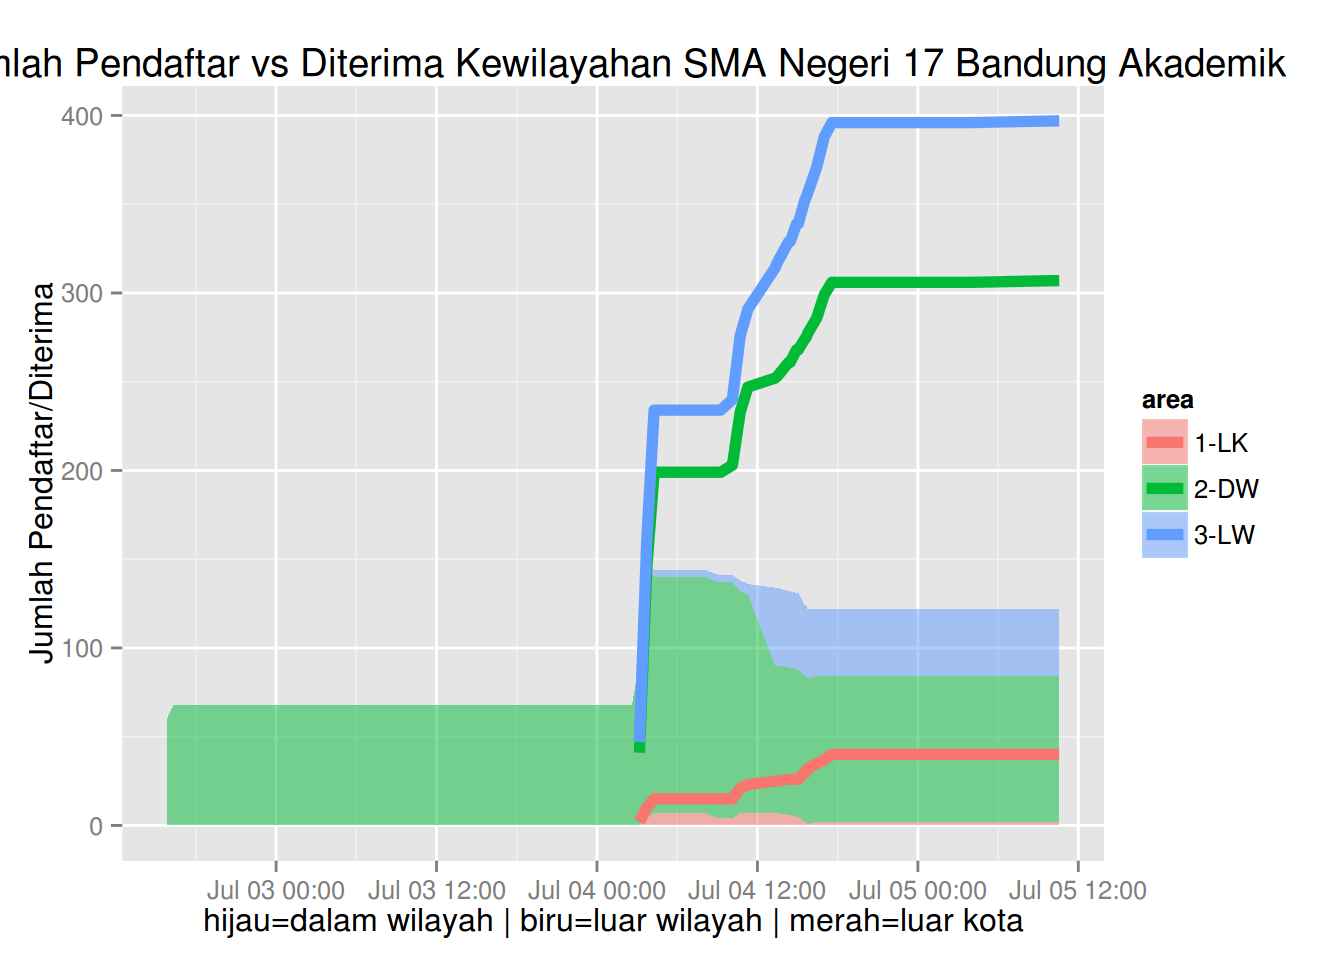 mlah Pendaftar vs Diterima Kewilayahan SMA Negeri 17 Bandung Akademik
400
300
200
100
0
Jumlah Pendaftar/Diterima
Jul 03 00:00 Jul 03 12:00 Jul 04 00:00 Jul 04 12:00 Jul 05 00:00 Jul 05 12:00
hijau=dalam wilayah | biru=luar wilayah | merah=luar kota
area
1-LK
2-DW
3-LW